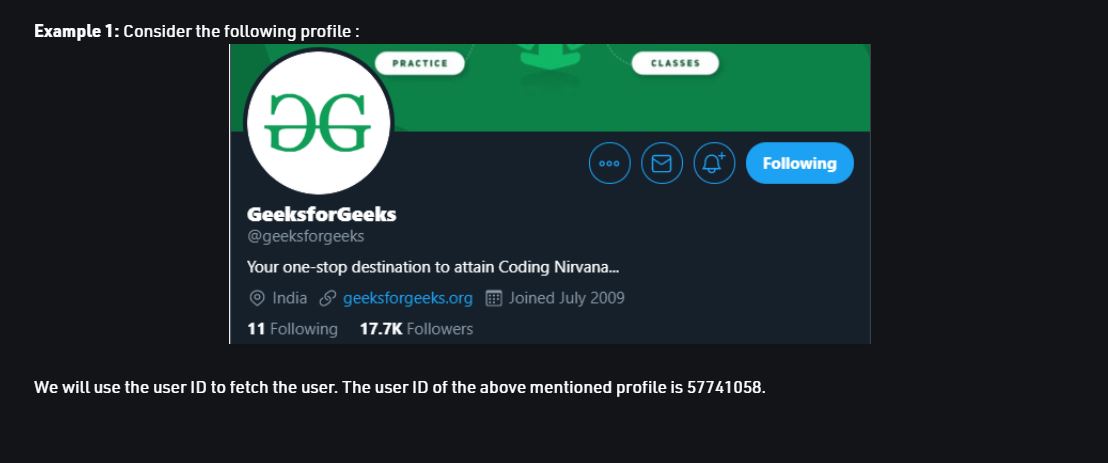 Example 1: Consider the following profile :
PRACTICE CLASSES
Following
GeeksforGeeks
@geeksforgeeks
Your one-stop destination to attain Coding Nirvana...
India geeksforgeeks.org Joined July 2009
11 Following 17.7K Followers
We will use the user ID to fetch the user. The user ID of the above mentioned profile is 57741058.